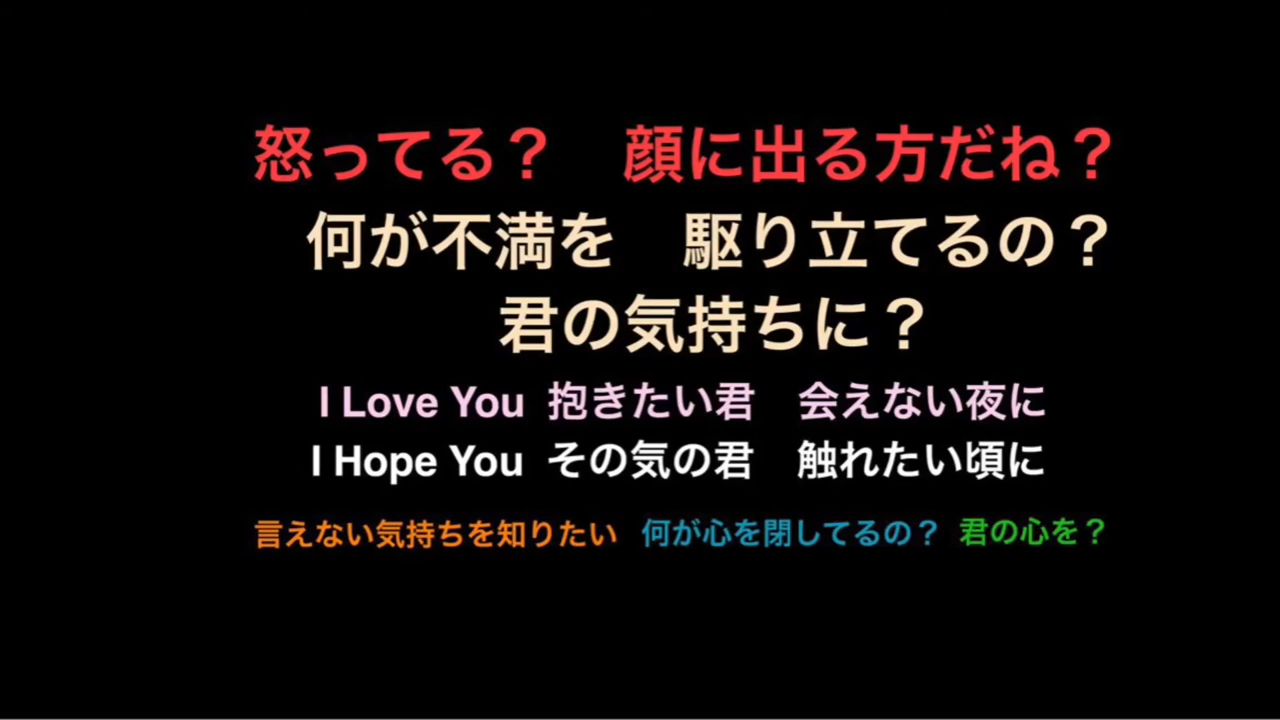 怒ってる？　顔に出る方だね？
何が不満を　駆り立てるの？
君の気持ちに？
I Love You 抱きたい君　会えない夜に
I Hope You その気の君　触れたい頃に
言えない気持ちを知りたい 何が心を閉してるの？ 君の心を？